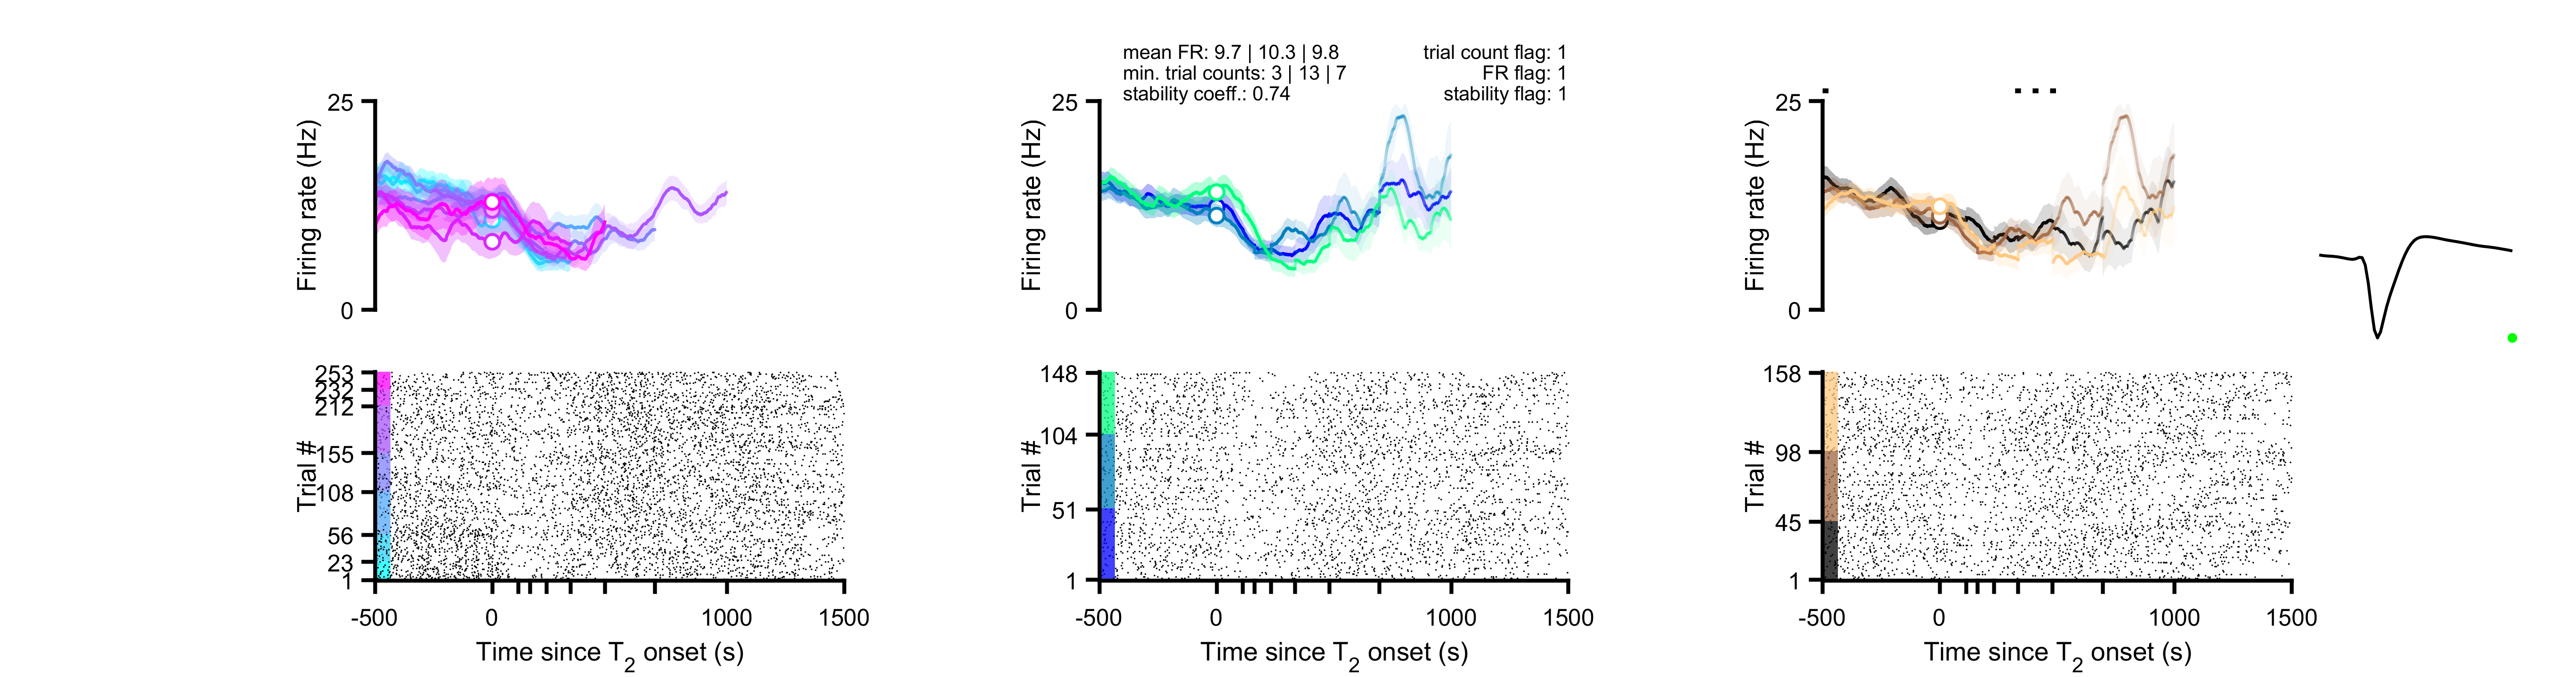 mean FR: 9.7 | 10.3 | 9.8
min. trial counts: 3 | 13 | 7
stability coeff.: 0.74
trial count flag: 1
FR flag: 1
stability flag: 1
25
0
Firing rate (Hz)
25
0
Firing rate (Hz)
25
0
Firing rate (Hz)
253
232
212
155
108
56
23
1
Trial #
-500
0
1000
1500
Time since T2 onset (s)
148
104
51
1
Trial #
-500
0
1000
1500
Time since T2 onset (s)
158
98
45
1
Trial #
-500
0
1000
1500
Time since T2 onset (s)